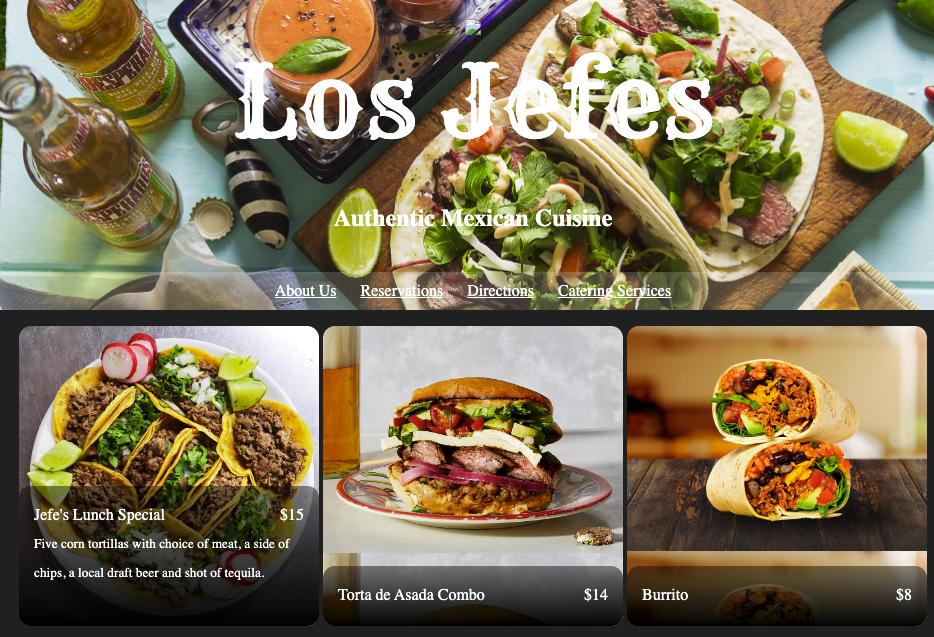 Los Jefes
Authentic Mexican Cuisine
About Us Reservations Directions Catering Services
Jefe's Lunch Special $15
Five corn tortillas with choice of meat, a side of
chips, a local draft beer and shot of tequila.
Torta de Asada Combo $14
Burrito $8